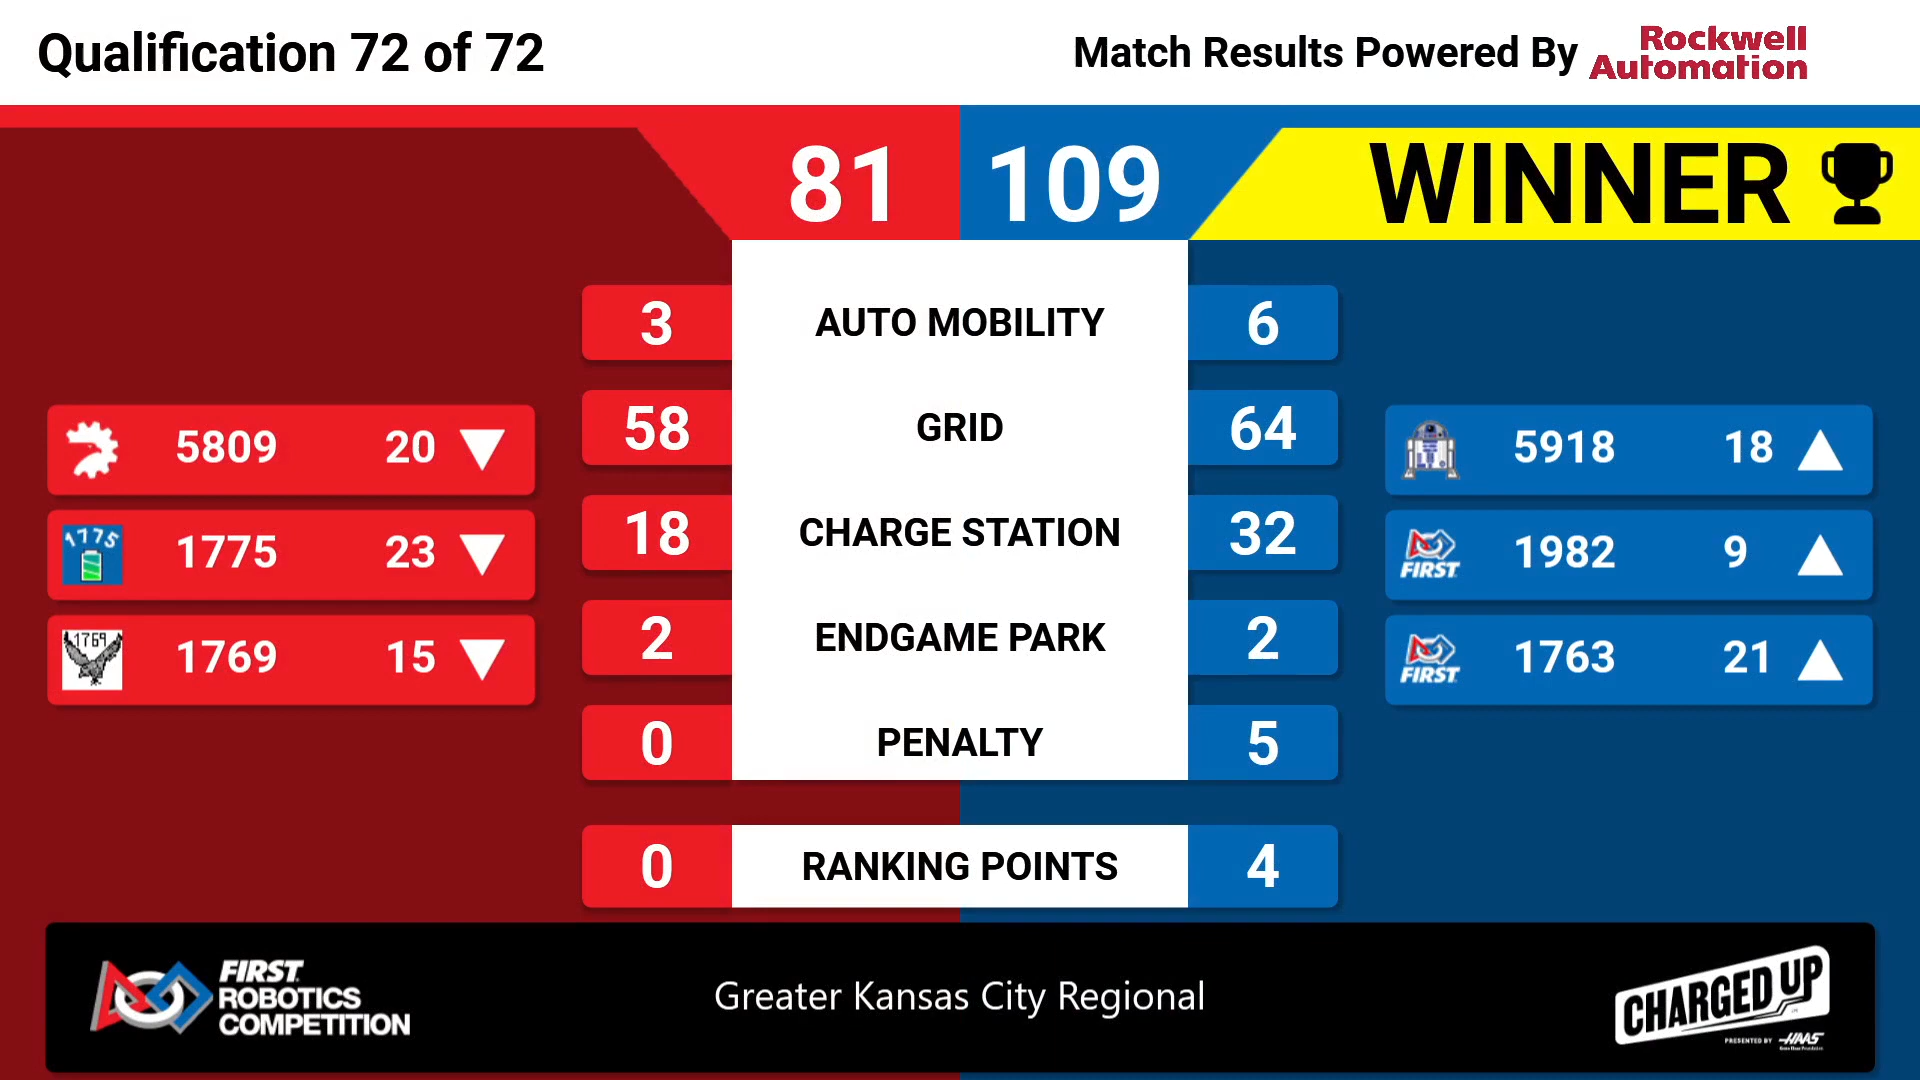 Qualification 72 of 72
Match Results Powered By Rockwell Automation
81 109 WINNER
3 AUTO MOBILITY 6
58 GRID 64
18 CHARGE STATION 32
2 ENDGAME PARK 2
0 PENALTY 5
0 RANKING POINTS 4
5809 20
1775 1775 23
1769 1769 15
5918 18
FIRST 1982 9
FIRST 1763 21
FIRST
ROBOTICS
COMPETITION
Greater Kansas City Regional
CHARGED UP
PRESENTED BY HAAS